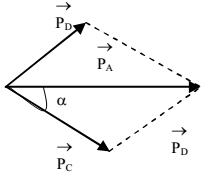 →
P_D
→
P_A
α
→
P_C
→
P_D